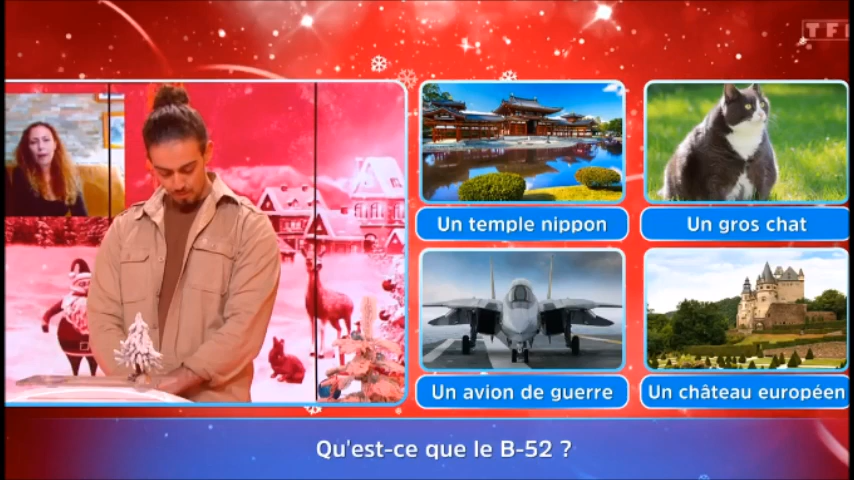 TF1
Un temple nippon
Un gros chat
Un avion de guerre
Un château européen
Qu'est-ce que le B-52 ?